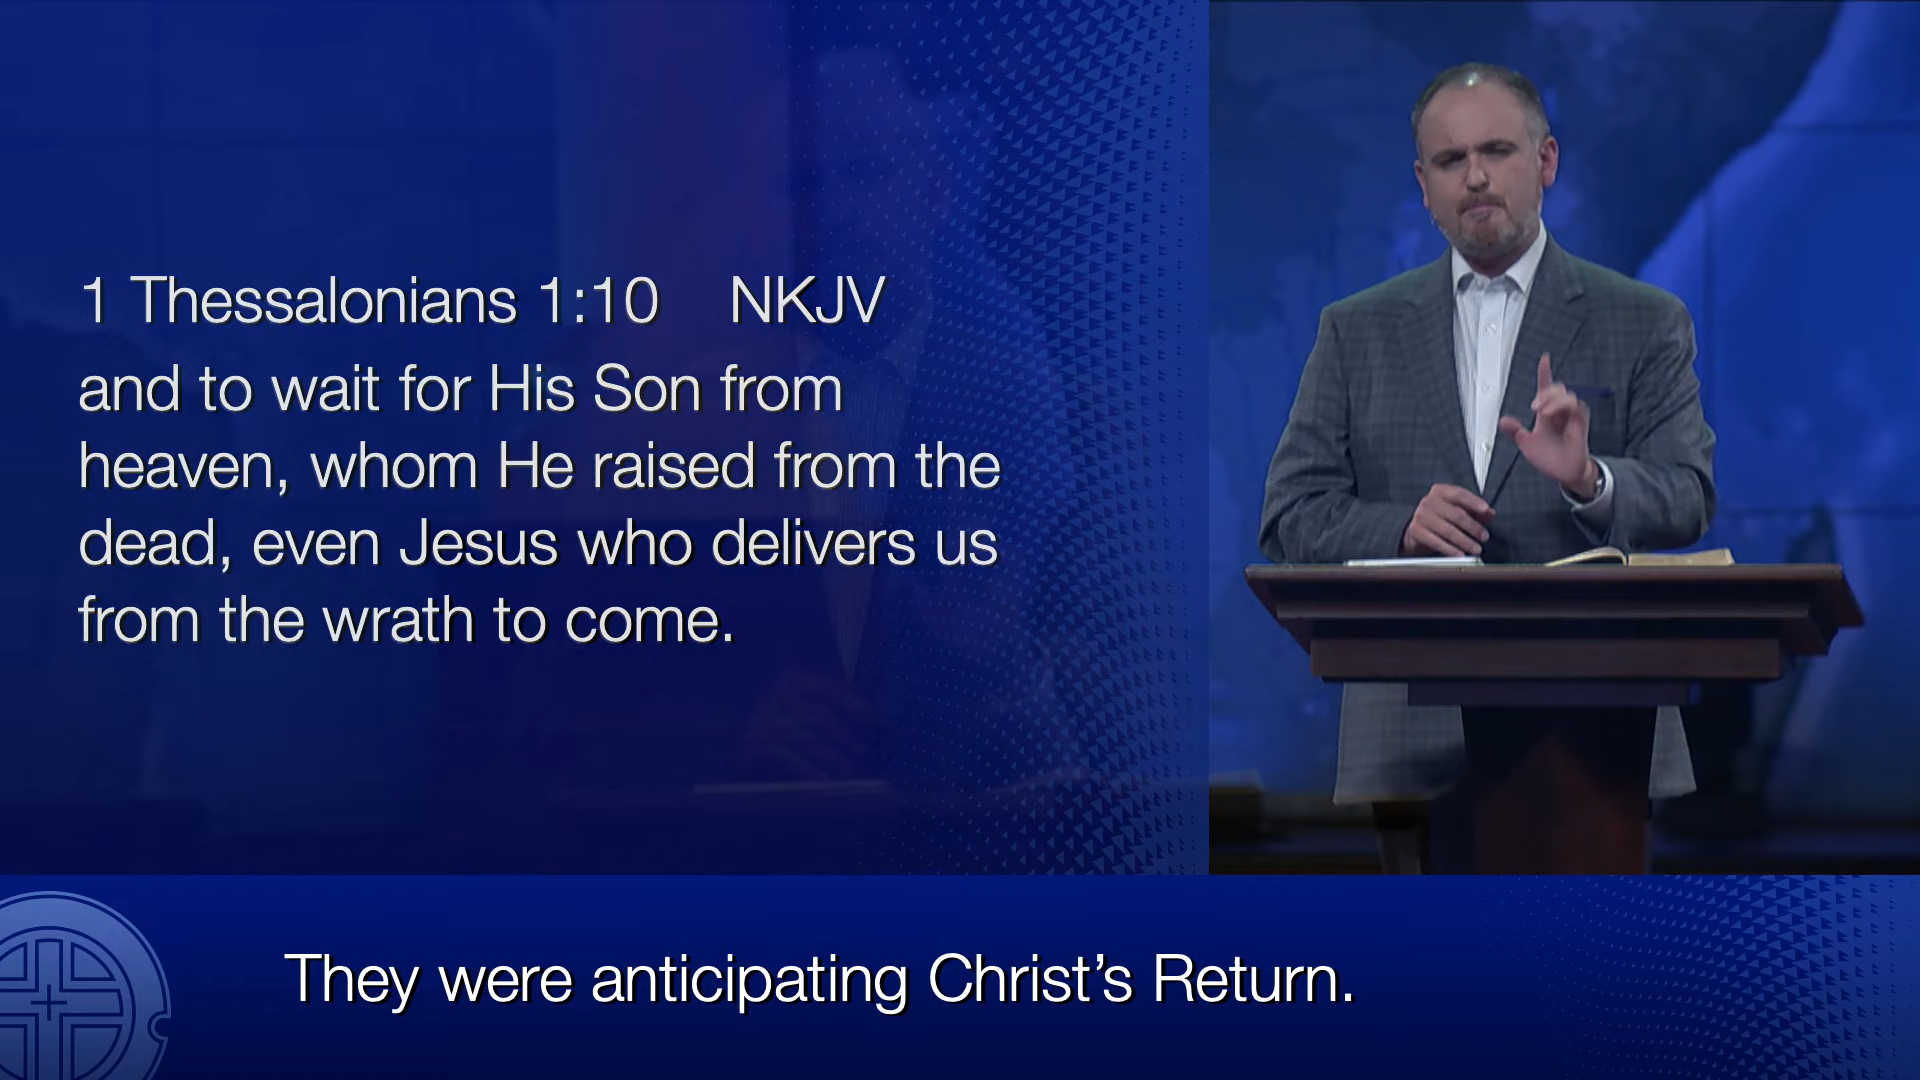 1 Thessalonians 1:10 NKJV
and to wait for His Son from
heaven, whom He raised from the
dead, even Jesus who delivers us
from the wrath to come.
They were anticipating Christ’s Return.